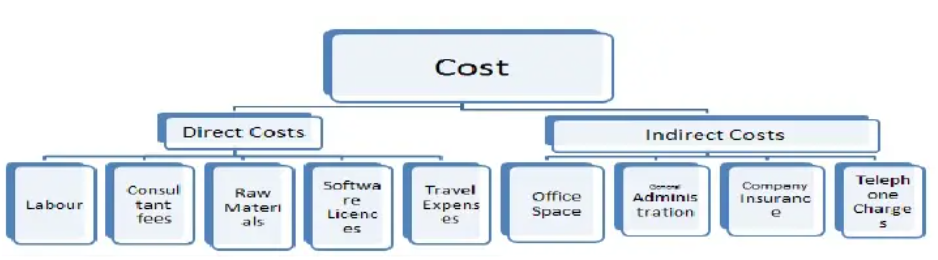 Cost
Direct Costs
Indirect Costs
Labour
Consul
tant
fees
Raw
Materi
als
Softwa
re
Licenc
es
Travel
Expens
es
Office
Space
General
Adminis
tration
Company
Insuranc
e
Teleph
one
Charge
s